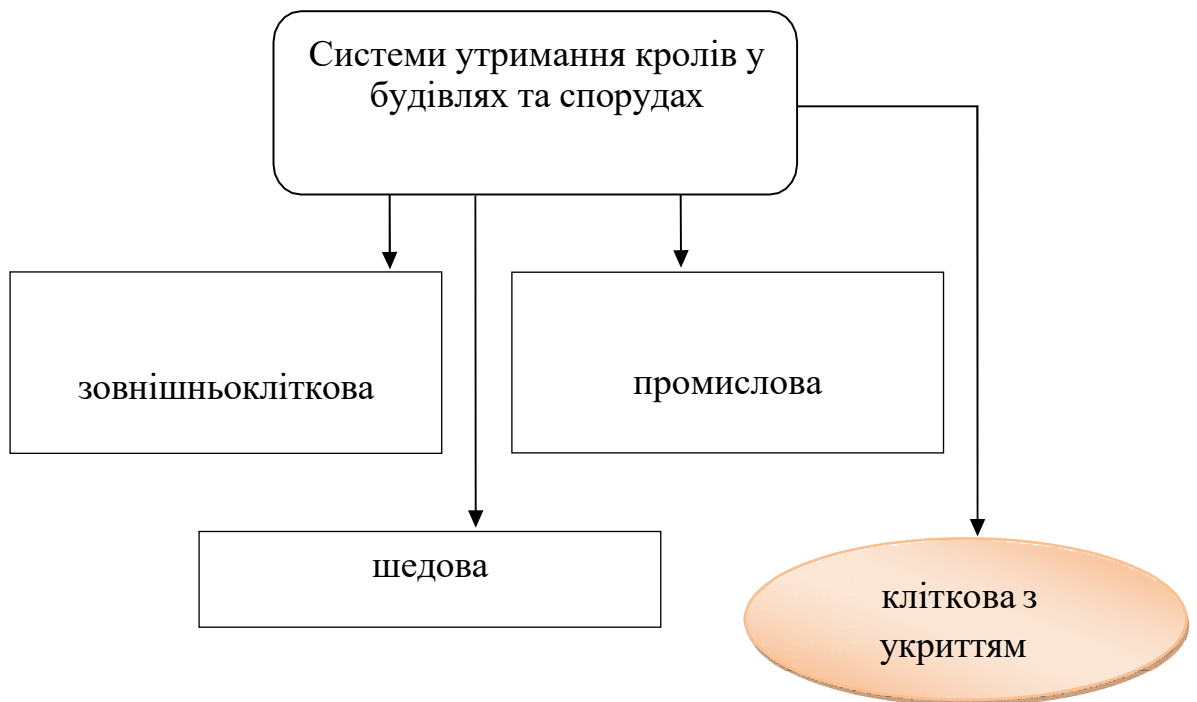 Системи утримання кролів у
будівлях та спорудах
зовнішньокліткова
промислова
шедова
кліткова з
укриттям